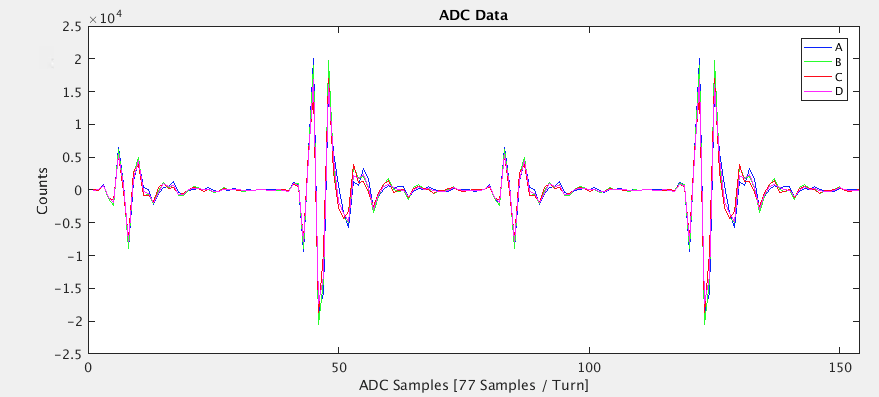 ADC Data
×10^4
2.5
2
1.5
1
0.5
0
-0.5
-1
-1.5
-2
-2.5
Counts
0 50 100 150
ADC Samples [77 Samples / Turn]
A
B
C
D